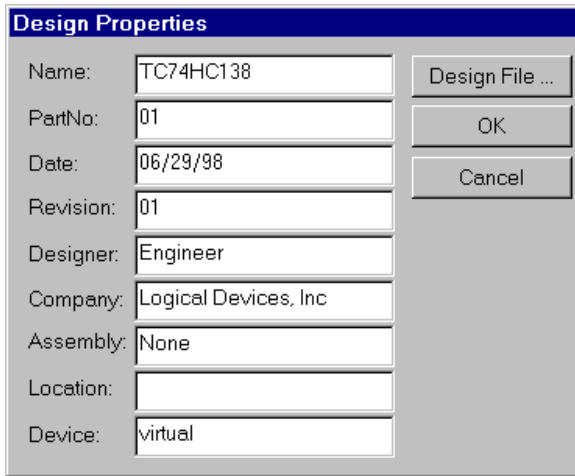 Design Properties
Name: TC74HC138
Design File ...
PartNo: 01
OK
Date: 06/29/98
Cancel
Revision: 01
Designer: Engineer
Company: Logical Devices, Inc
Assembly: None
Location:
Device: virtual